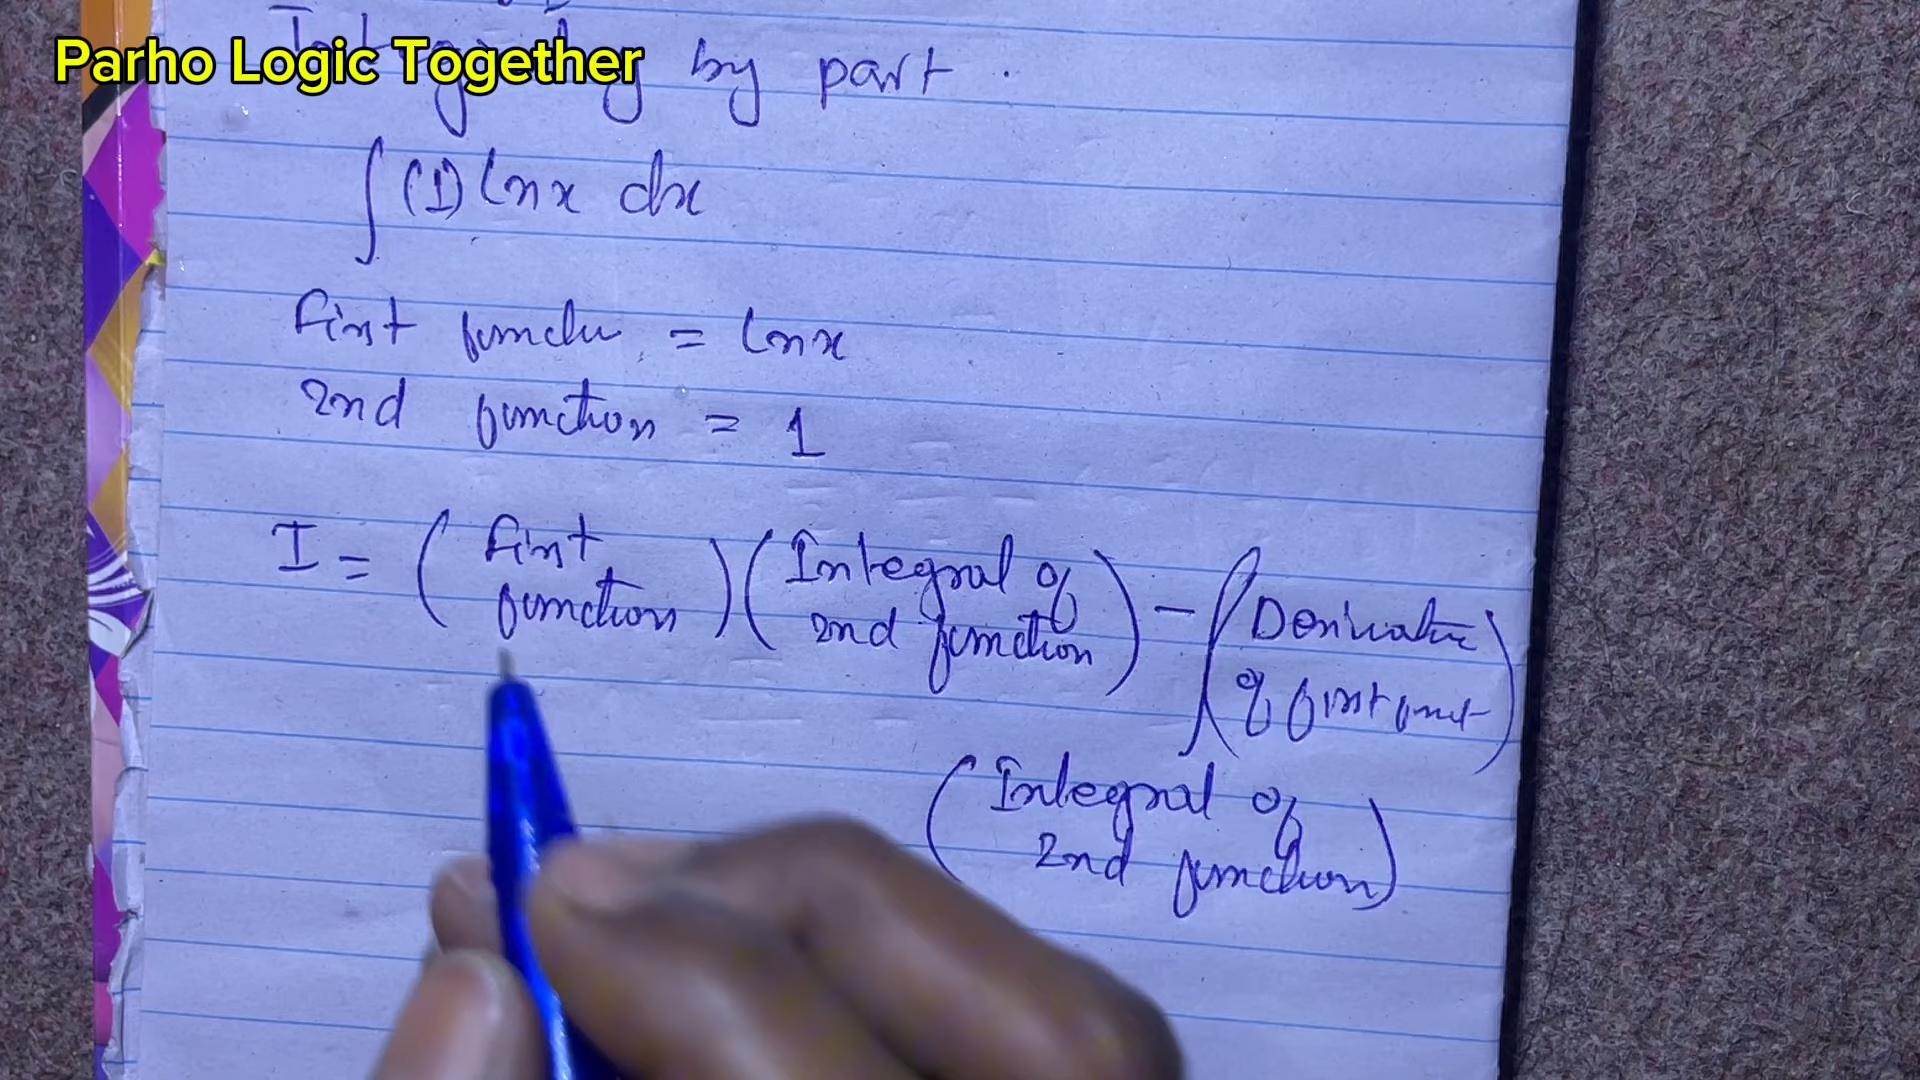 Parho Logic Together
by part .
∫ (1) ln x dx
First functu. = ln x
2nd function = 1
I = ( First function ) ( Integral of 2nd function ) - ∫ ( Derivative of first funct )
( Integral of 2nd function )